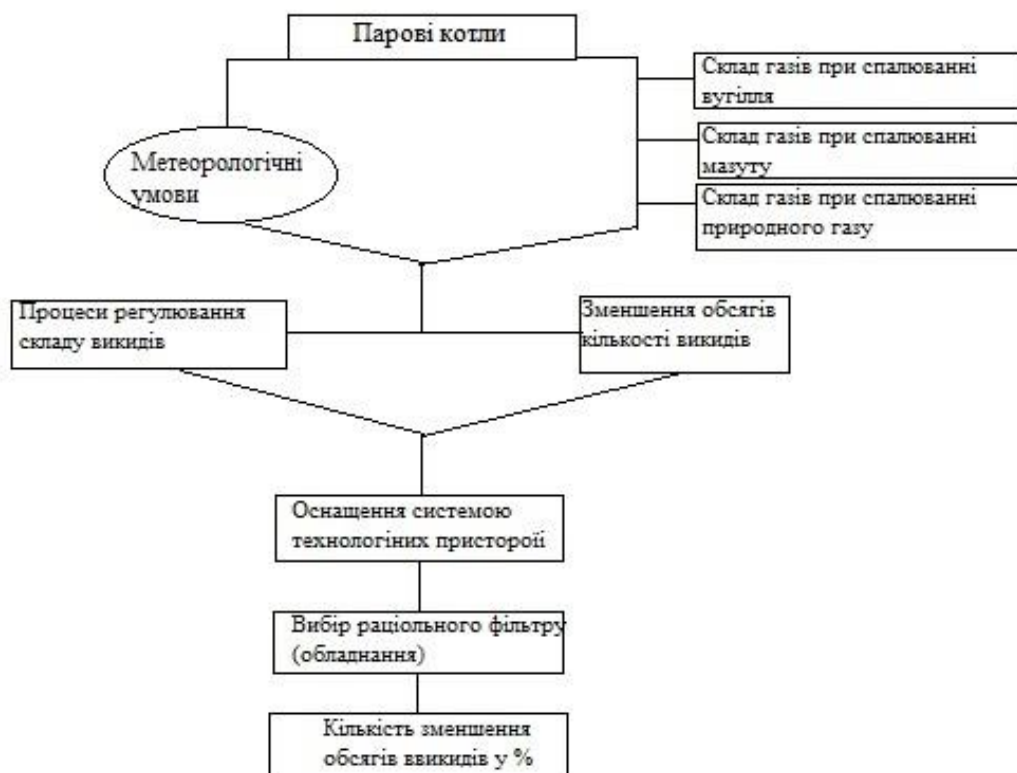 Парові котли
Склад газів при спалюванні
вугілля
Склад газів при спалюванні
мазуту
Склад газів при спалюванні
природного газу
Метеорологічні
умови
Процеси регулювання
складу викидів
Зменшення обсягів
кількості викидів
Оснащення системою
технологіних присторої
Вибір раціольного фільтру
(обладнання)
Кількість зменшення
обсягів ввикидів у %